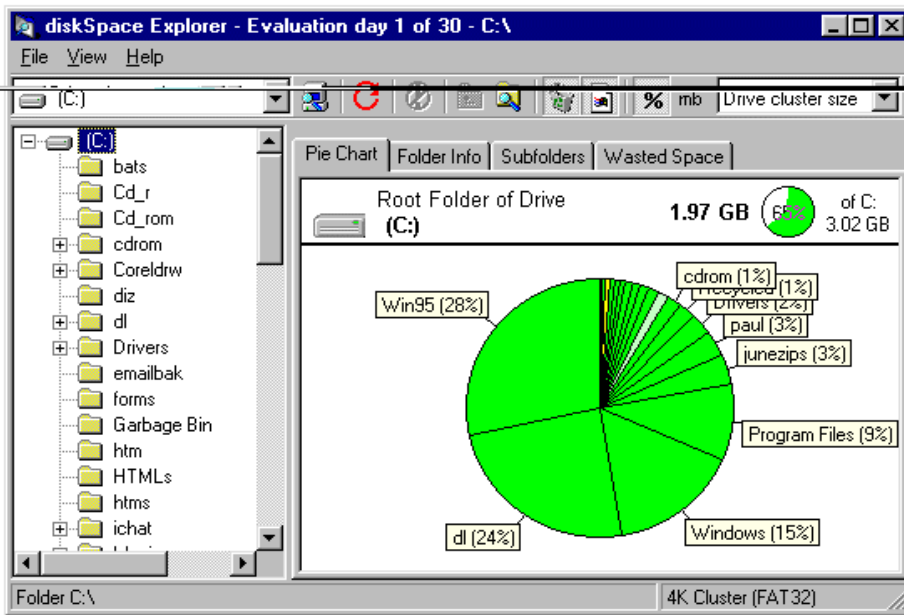 diskSpace Explorer - Evaluation day 1 of 30 - C:\
File View Help
(C:) % mb Drive cluster size
(C:)
bats
Cd_r
Cd_rom
cdrom
Coreldrw
diz
dl
Drivers
emailbak
forms
Garbage Bin
htm
HTMLs
htms
ichat
Pie Chart Folder Info Subfolders Wasted Space
Root Folder of Drive
(C:)
1.97 GB 65% of C:
3.02 GB
cdrom (1%)
Recycled (1%)
Drivers (2%)
paul (3%)
junezips (3%)
Program Files (9%)
Windows (15%)
dl (24%)
Win95 (28%)
Folder C:\ 4K Cluster (FAT32)